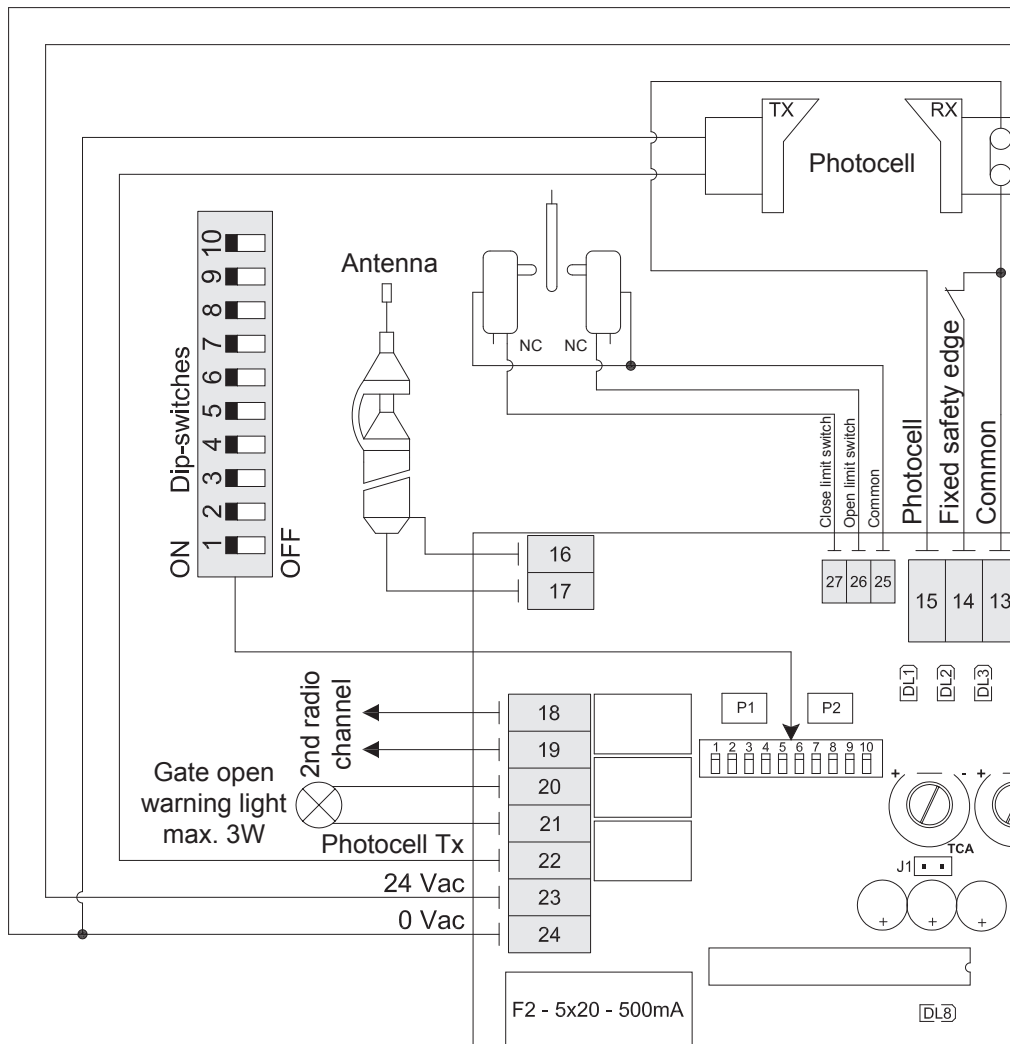 TX
RX
Photocell
Antenna
NC
NC
Dip-switches
10
9
8
7
6
5
4
3
2
1
ON
OFF
Close limit switch
Open limit switch
Common
Photocell
Fixed safety edge
Common
16
17
27 26 25
15 14 13
DL1
DL2
DL3
2nd radio
channel
18
19
20
21
22
23
24
Gate open
warning light
max. 3W
Photocell Tx
24 Vac
0 Vac
P1
P2
1 2 3 4 5 6 7 8 9 10
+ - +
TCA
J1
+ + +
F2 - 5x20 - 500mA
DL8